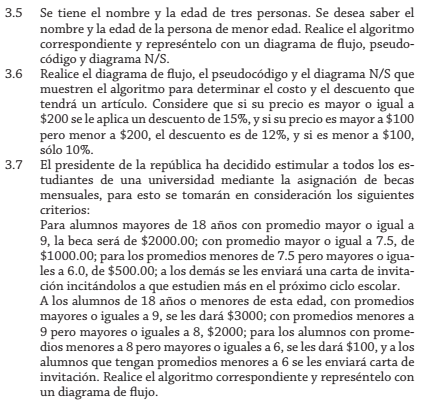 3.5 Se tiene el nombre y la edad de tres personas. Se desea saber el
nombre y la edad de la persona de menor edad. Realice el algoritmo
correspondiente y represéntelo con un diagrama de flujo, pseudo-
código y diagrama N/S.
3.6 Realice el diagrama de flujo, el pseudocódigo y el diagrama N/S que
muestren el algoritmo para determinar el costo y el descuento que
tendrá un artículo. Considere que si su precio es mayor o igual a
$200 se le aplica un descuento de 15%, y si su precio es mayor a $100
pero menor a $200, el descuento es de 12%, y si es menor a $100,
sólo 10%.
3.7 El presidente de la república ha decidido estimular a todos los es-
tudiantes de una universidad mediante la asignación de becas
mensuales, para esto se tomarán en consideración los siguientes
criterios:
Para alumnos mayores de 18 años con promedio mayor o igual a
9, la beca será de $2000.00; con promedio mayor o igual a 7.5, de
$1000.00; para los promedios menores de 7.5 pero mayores o igua-
les a 6.0, de $500.00; a los demás se les enviará una carta de invita-
ción incitándolos a que estudien más en el próximo ciclo escolar.
A los alumnos de 18 años o menores de esta edad, con promedios
mayores o iguales a 9, se les dará $3000; con promedios menores a
9 pero mayores o iguales a 8, $2000; para los alumnos con prome-
dios menores a 8 pero mayores o iguales a 6, se les dará $100, y a los
alumnos que tengan promedios menores a 6 se les enviará carta de
invitación. Realice el algoritmo correspondiente y represéntelo con
un diagrama de flujo.